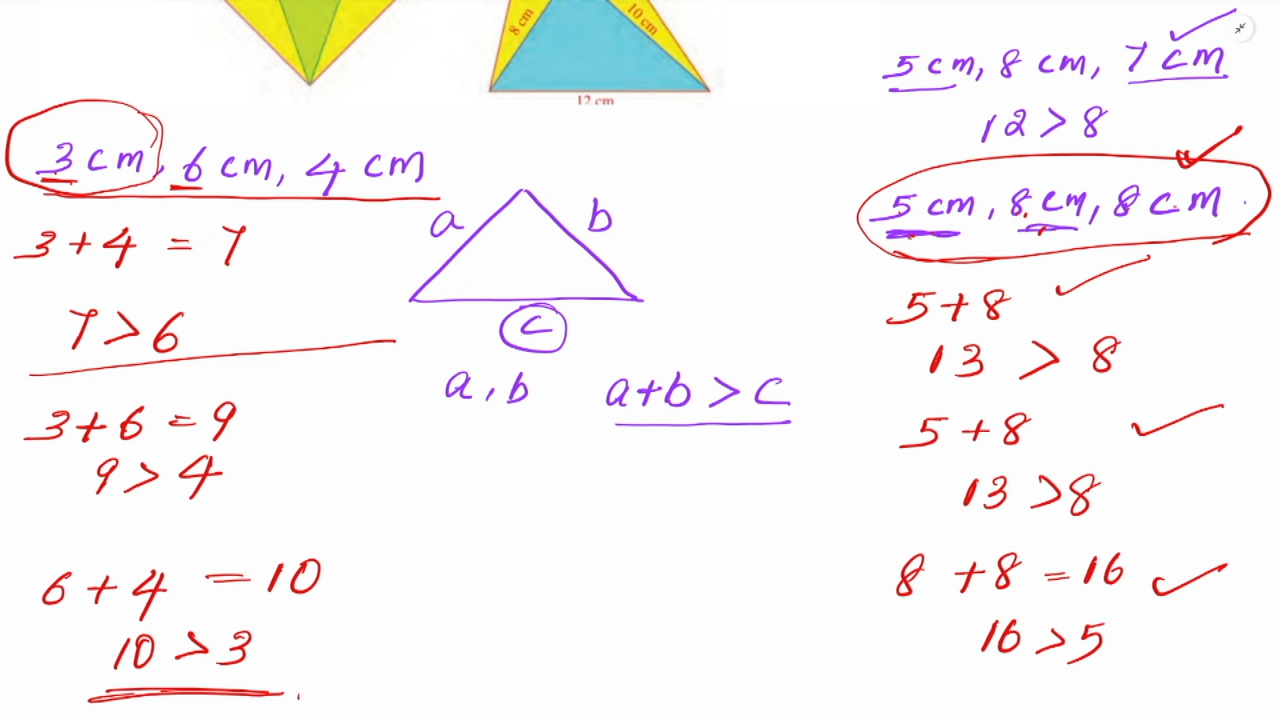 8 cm
10 cm
12 cm
3 cm, 6 cm, 4 cm
3 + 4 = 7
7 > 6
3 + 6 = 9
9 > 4
6 + 4 = 10
10 > 3
a
b
c
a, b
a + b > c
5 cm, 8 cm, 7 cm
12 > 8
5 cm, 8 cm, 8 cm
5 + 8
13 > 8
5 + 8
13 > 8
8 + 8 = 16
16 > 5